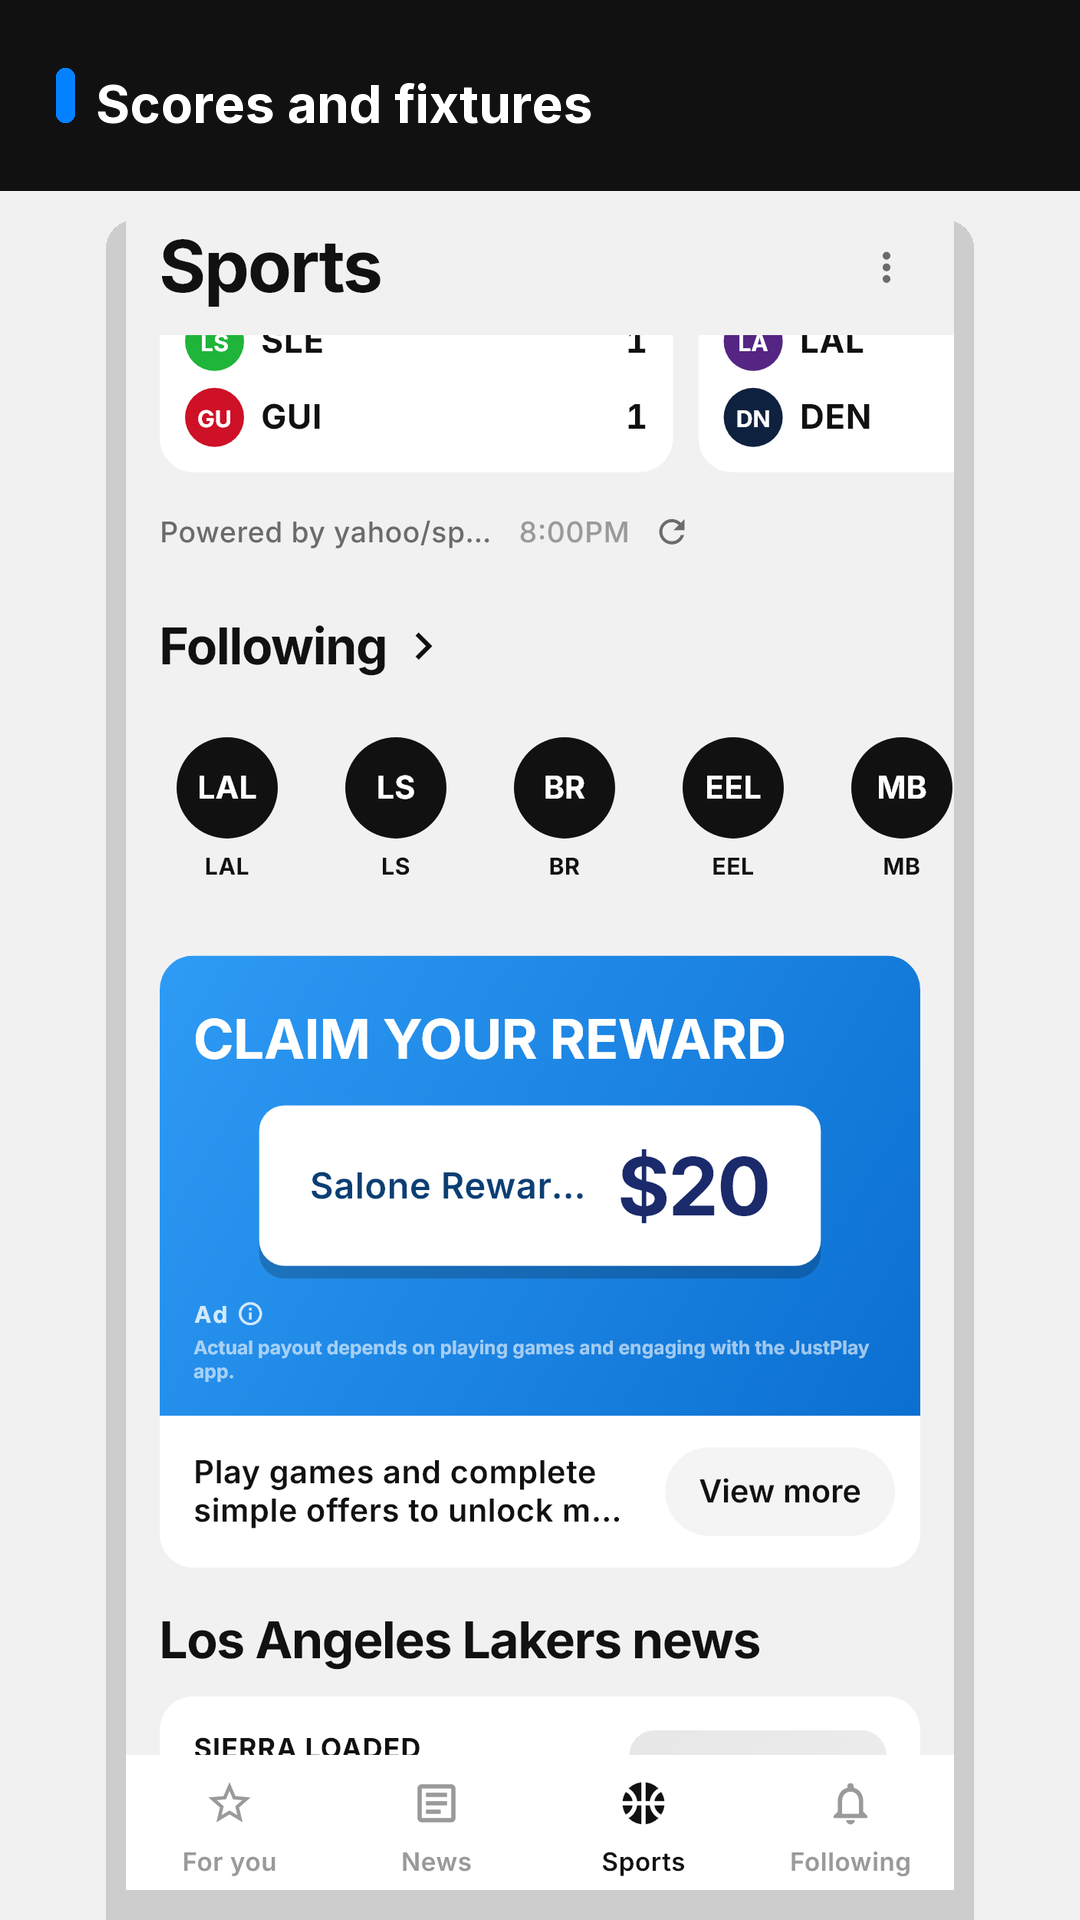 Scores and fixtures
Sports
LS SLE 1
GU GUI 1
LA LAL
DN DEN
Powered by yahoo/sp... 8:00PM
Following
LAL LS BR EEL MB
LAL LS BR EEL MB
CLAIM YOUR REWARD
Salone Rewar... $20
Ad
Actual payout depends on playing games and engaging with the JustPlay
app.
Play games and complete
simple offers to unlock m...
View more
Los Angeles Lakers news
SIERRA LOADED
For you News Sports Following